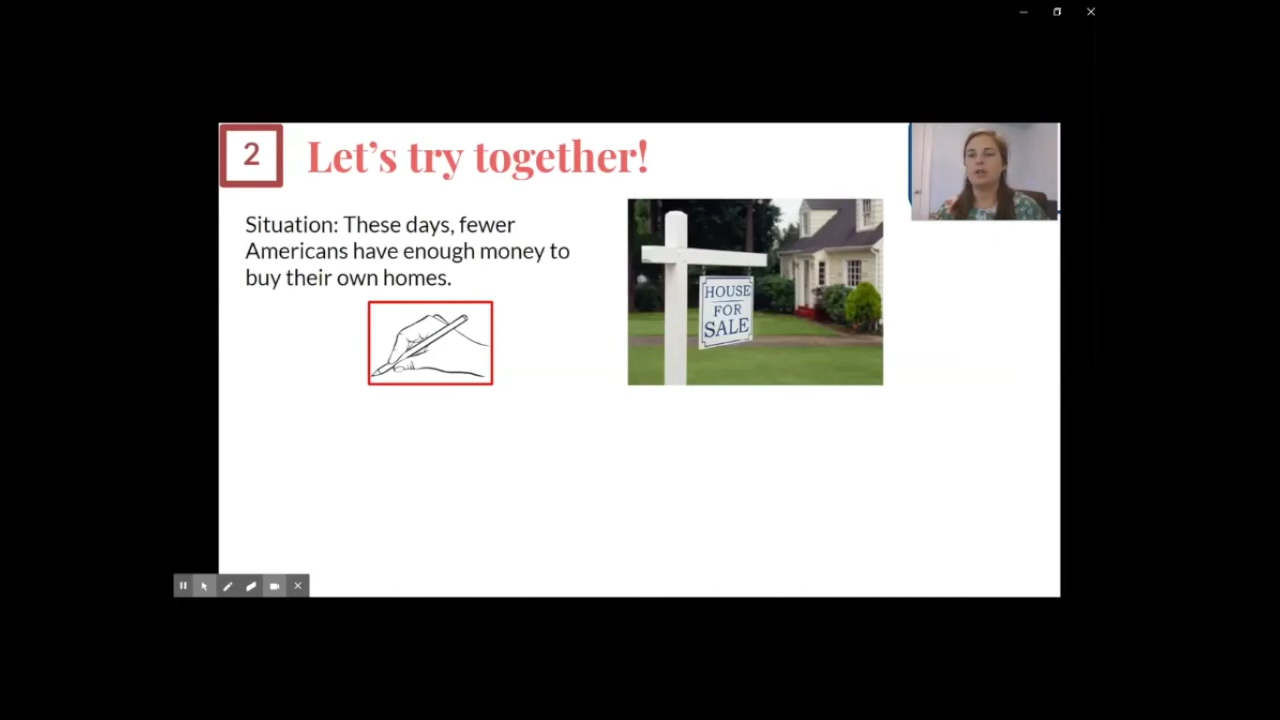 2
Let's try together!
Situation: These days, fewer
Americans have enough money to
buy their own homes.
HOUSE
FOR
SALE